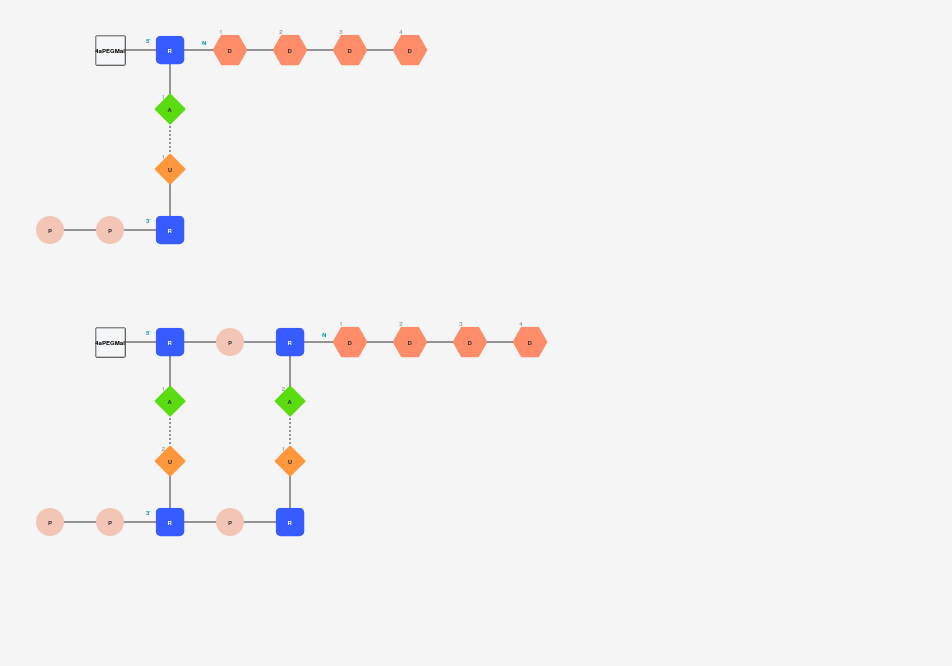 1 2 3 4
5' N
4aPEGMal R D D D D
1
A
1
U
3'
P P R
1 2 3 4
5' N
4aPEGMal R P R D D D D
1 2
A A
2 1
U U
3'
P P R P R